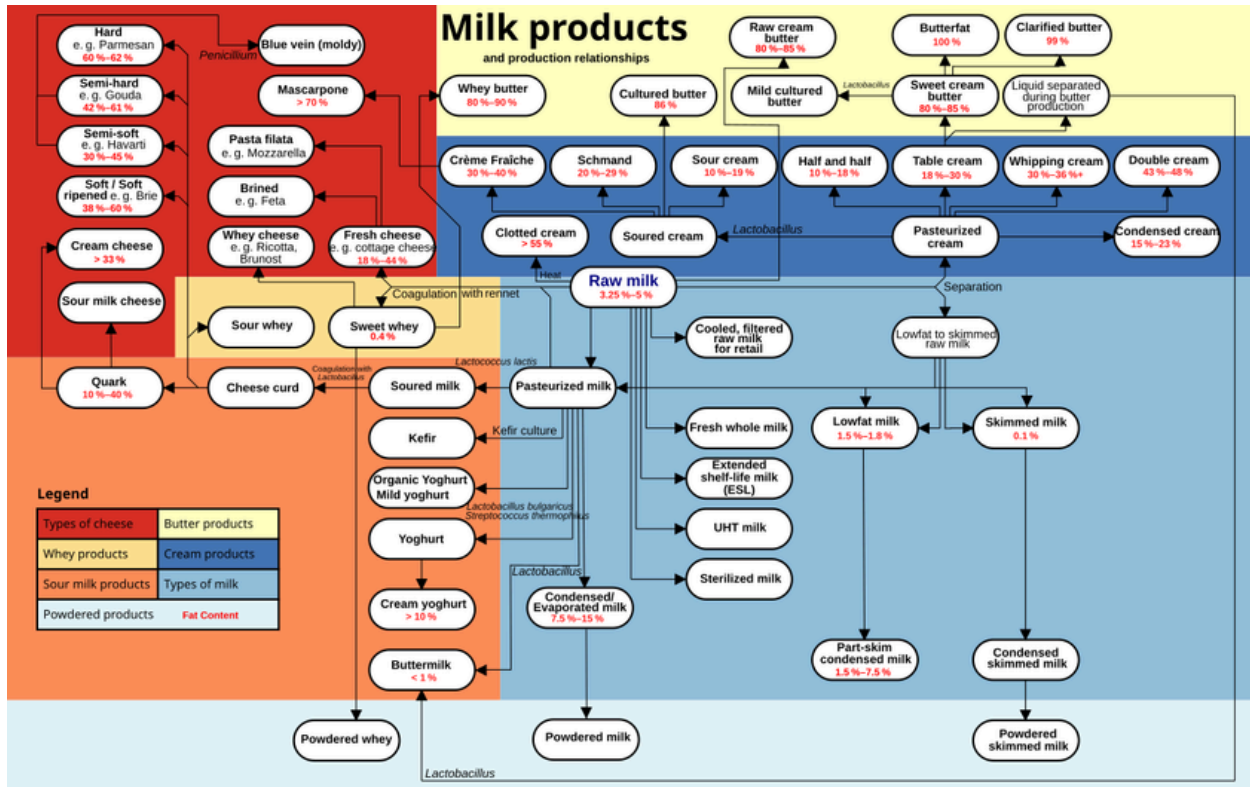 Milk products
and production relationships
Hard
e. g. Parmesan
60 %–62 %
Blue vein (moldy)
Penicillium
Semi-hard
e. g. Gouda
42 %–61 %
Mascarpone
> 70 %
Semi-soft
e. g. Havarti
30 %–45 %
Pasta filata
e. g. Mozzarella
Soft / Soft
ripened e. g. Brie
38 %–60 %
Brined
e. g. Feta
Cream cheese
> 33 %
Whey cheese
e. g. Ricotta,
Brunost
Fresh cheese
e. g. cottage cheese
18 %–44 %
Sour milk cheese
Whey butter
80 %–90 %
Cultured butter
86 %
Raw cream
butter
80 %–85 %
Mild cultured
butter
Lactobacillus
Butterfat
100 %
Clarified butter
99 %
Sweet cream
butter
80 %–85 %
Liquid separated
during butter
production
Crème Fraîche
30 %–40 %
Schmand
20 %–29 %
Sour cream
10 %–19 %
Half and half
10 %–18 %
Table cream
18 %–30 %
Whipping cream
30 %–36 %+
Double cream
43 %–48 %
Clotted cream
> 55 %
Soured cream
Lactobacillus
Pasteurized
cream
Condensed cream
15 %–23 %
Heat
Raw milk
3.25 %–5 %
Separation
Coagulation with rennet
Sour whey
Sweet whey
0.4 %
Cooled, filtered
raw milk
for retail
Lowfat to skimmed
raw milk
Quark
10 %–40 %
Cheese curd
Coagulation with
Lactobacillus
Soured milk
Lactococcus lactis
Pasteurized milk
Kefir
Kefir culture
Fresh whole milk
Lowfat milk
1.5 %–1.8 %
Skimmed milk
0.1 %
Organic Yoghurt
Mild yoghurt
Lactobacillus bulgaricus
Streptococcus thermophilus
Extended
shelf-life milk
(ESL)
Yoghurt
UHT milk
Lactobacillus
Sterilized milk
Cream yoghurt
> 10 %
Condensed/
Evaporated milk
7.5 %–15 %
Buttermilk
< 1 %
Part-skim
condensed milk
1.5 %–7.5 %
Condensed
skimmed milk
Powdered whey
Powdered milk
Powdered
skimmed milk
Lactobacillus
Legend
Types of cheese
Butter products
Whey products
Cream products
Sour milk products
Types of milk
Powdered products
Fat Content